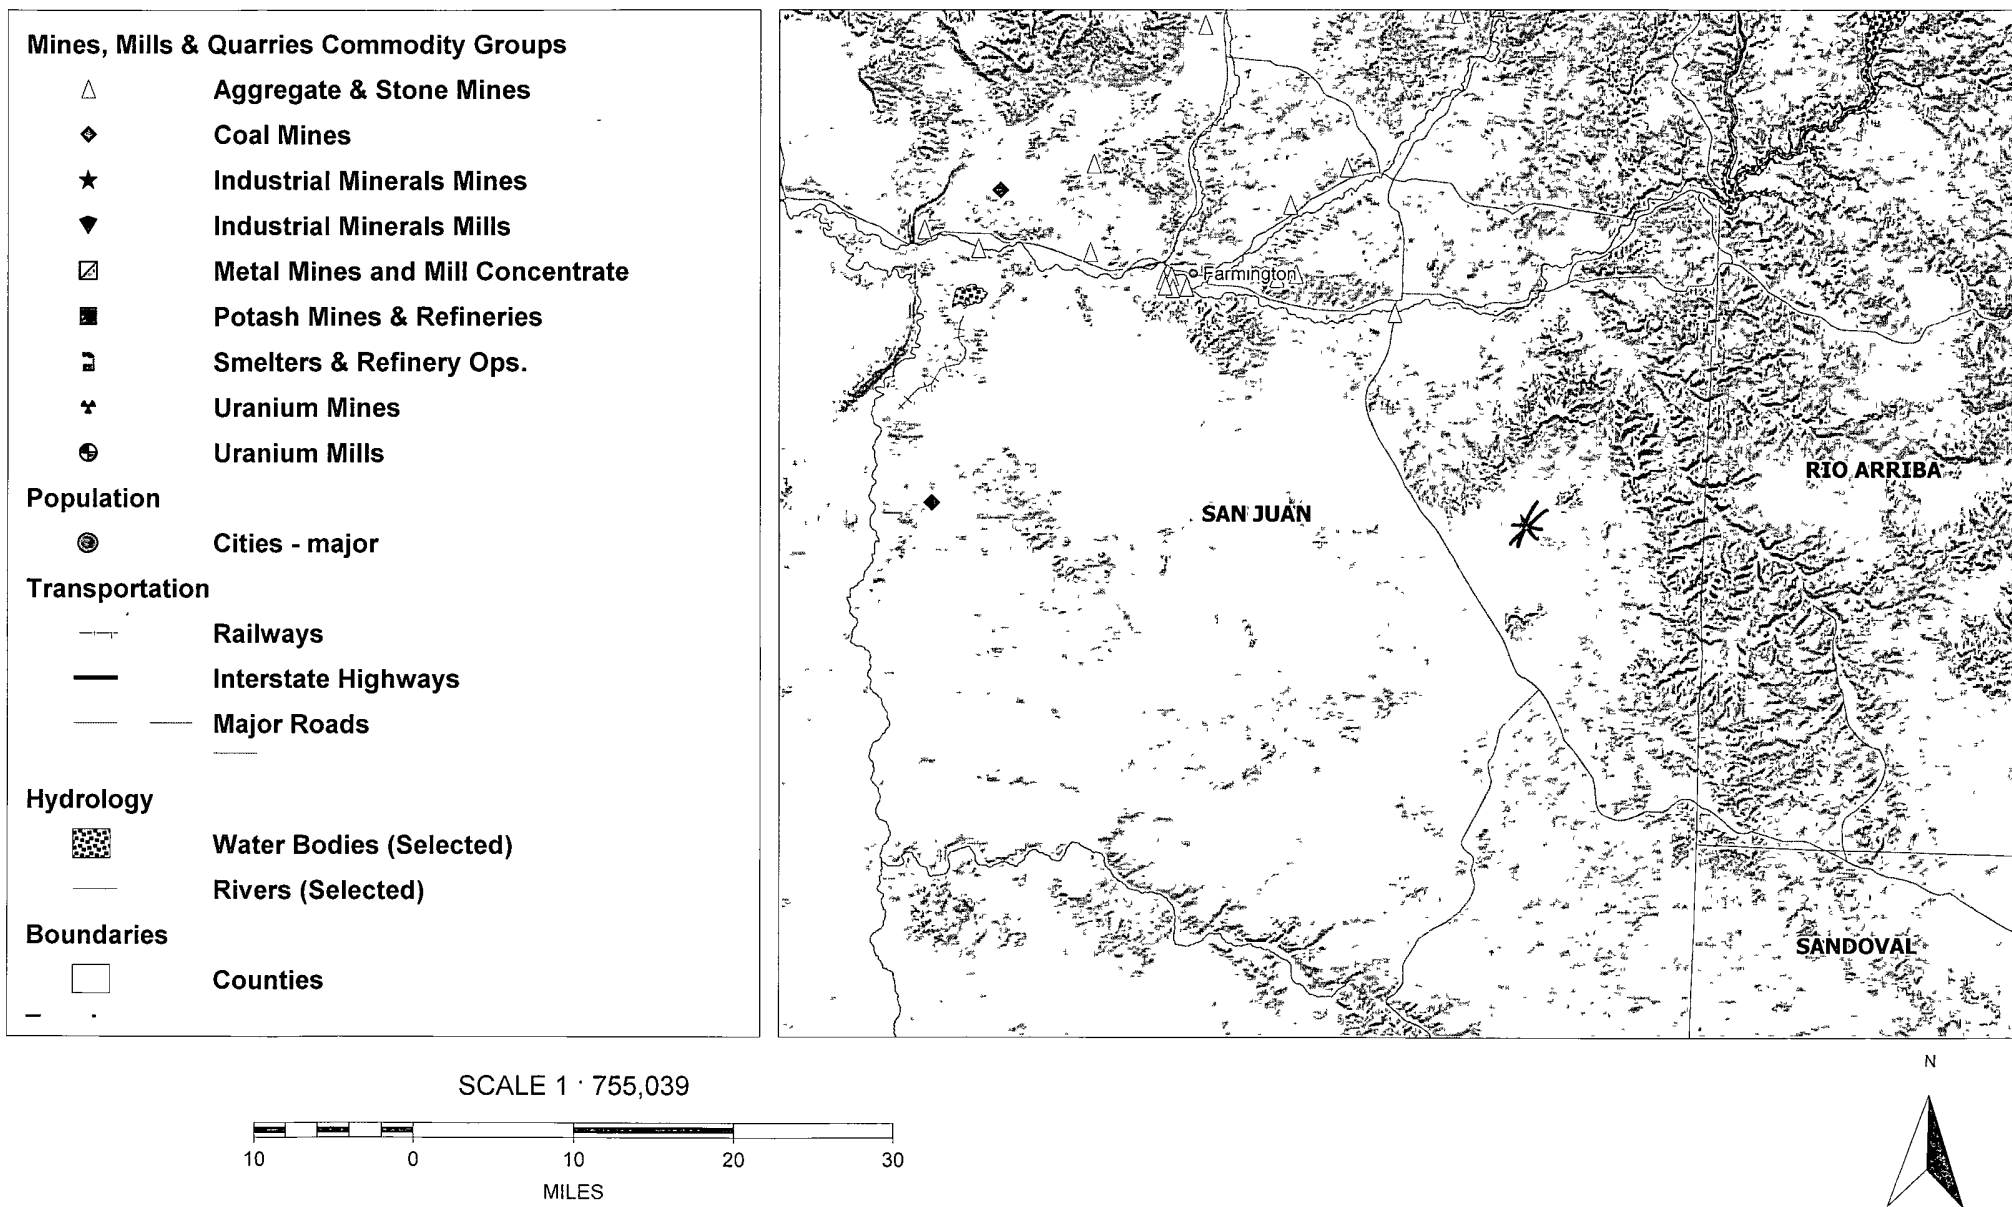 Mines, Mills & Quarries Commodity Groups
Aggregate & Stone Mines
Coal Mines
Industrial Minerals Mines
Industrial Minerals Mills
Metal Mines and Mill Concentrate
Potash Mines & Refineries
Smelters & Refinery Ops.
Uranium Mines
Uranium Mills
Population
Cities - major
Transportation
Railways
Interstate Highways
Major Roads
Hydrology
Water Bodies (Selected)
Rivers (Selected)
Boundaries
Counties
Farmington
RIO ARRIBA
SAN JUAN
SANDOVAL
SCALE 1 : 755,039
10 0 10 20 30
MILES
N